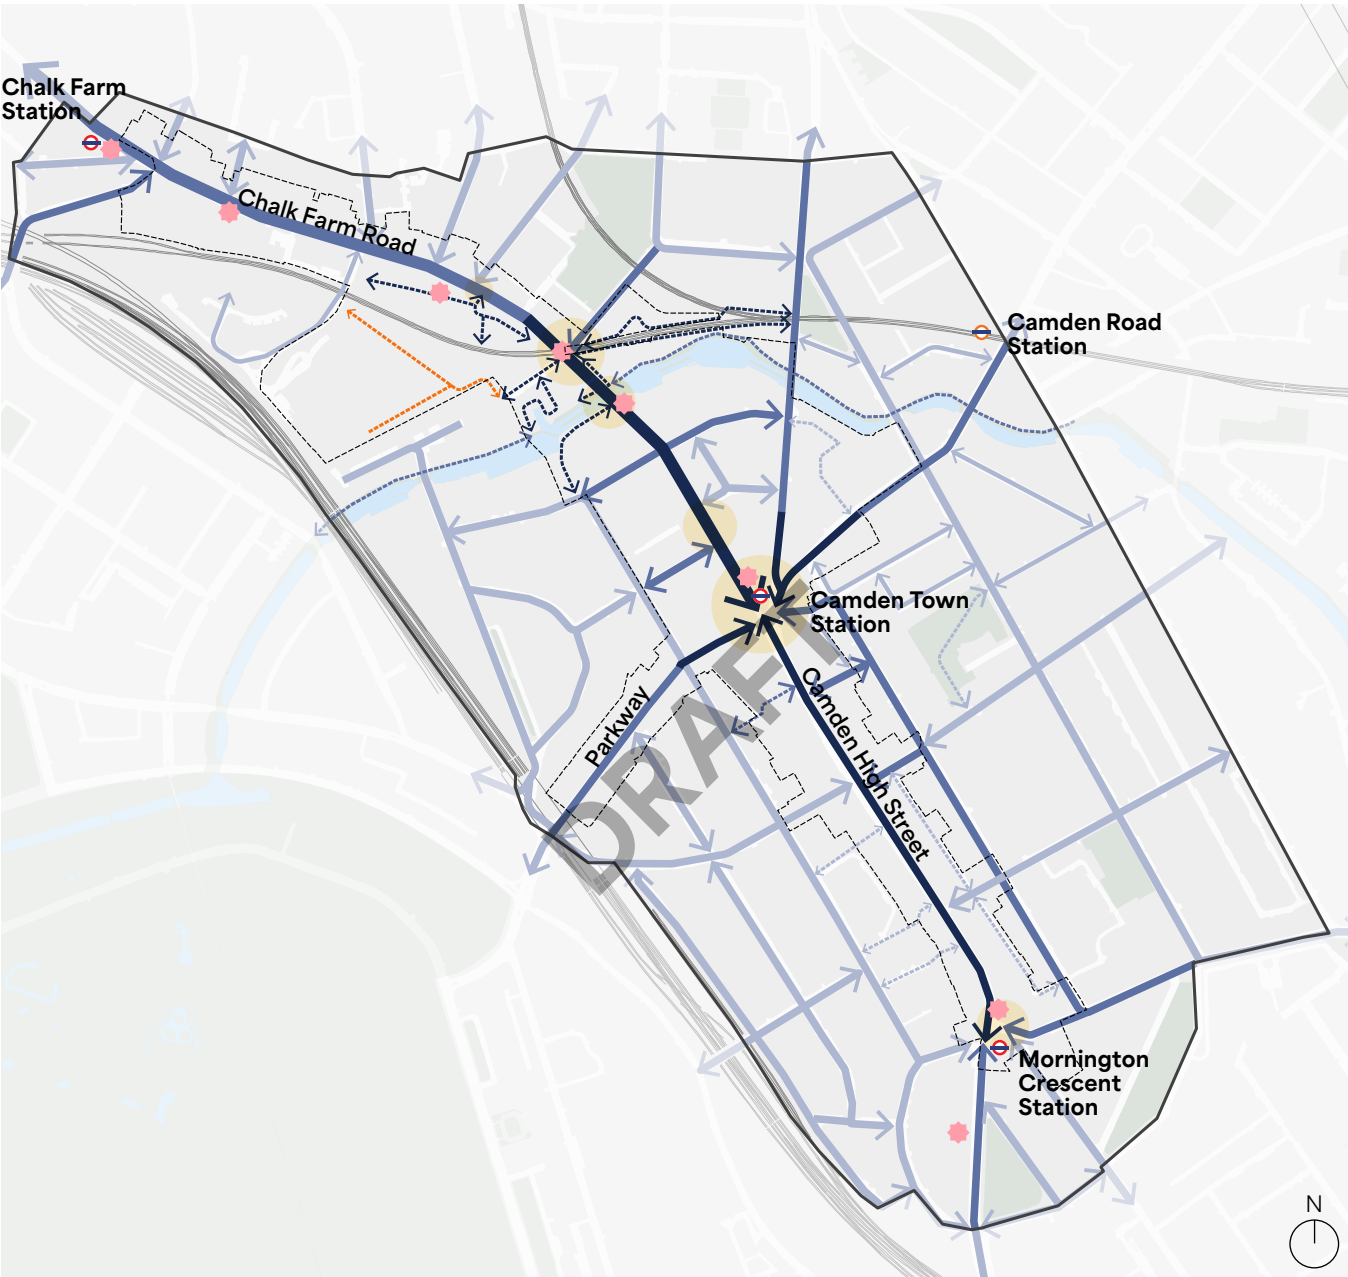 Chalk Farm
Station
Chalk Farm Road
Camden Road
Station
Camden Town
Station
Parkway
Camden High Street
DRAFT
Mornington
Crescent
Station
N